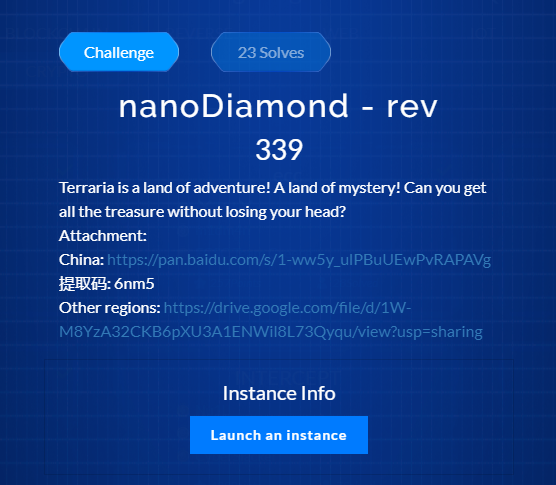 Challenge
23 Solves
nanoDiamond - rev
339
Terraria is a land of adventure! A land of mystery! Can you get
all the treasure without losing your head?
Attachment:
China: https://pan.baidu.com/s/1-ww5y_uIPBuUEwPvRAPAVg
提取码: 6nm5
Other regions: https://drive.google.com/file/d/1W-
M8YzA32CKB6pXU3A1ENWiI8L73Qyqu/view?usp=sharing
Instance Info
Launch an instance